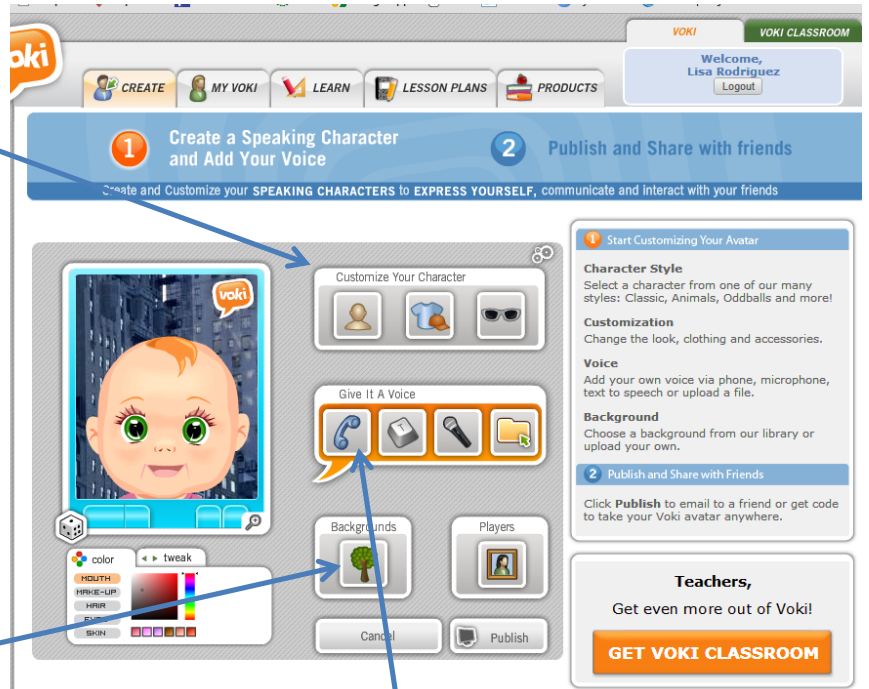 VOKI
VOKI CLASSROOM
Welcome,
Lisa Rodriguez
Logout
CREATE
MY VOKI
LEARN
LESSON PLANS
PRODUCTS
1
Create a Speaking Character
and Add Your Voice
2
Publish and Share with friends
Create and Customize your SPEAKING CHARACTERS to EXPRESS YOURSELF, communicate and interact with your friends
voki
Customize Your Character
Give It A Voice
Backgrounds
Players
color
tweak
MOUTH
MAKE-UP
HAIR
EYES
SKIN
Cancel
Publish
1 Start Customizing Your Avatar
Character Style
Select a character from one of our many
styles: Classic, Animals, Oddballs and more!
Customization
Change the look, clothing and accessories.
Voice
Add your own voice via phone, microphone,
text to speech or upload a file.
Background
Choose a background from our library or
upload your own.
2 Publish and Share with Friends
Click Publish to email to a friend or get code
to take your Voki avatar anywhere.
Teachers,
Get even more out of Voki!
GET VOKI CLASSROOM